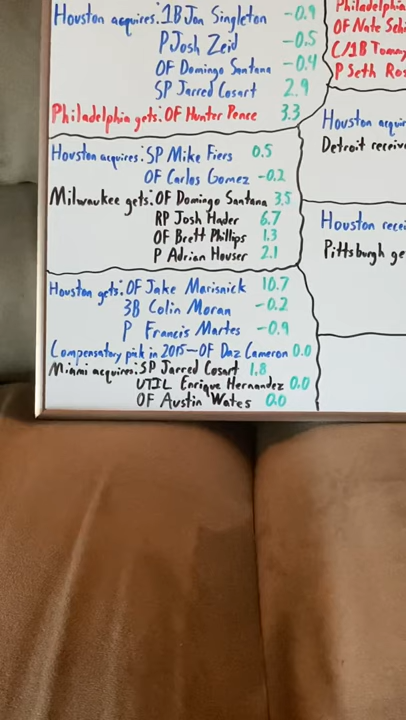 Houston acquires: 1B Jon Singleton -0.9
P Josh Zeid -0.5
OF Domingo Santana -0.4
SP Jarred Cosart 2.9
Philadelphia gets: OF Hunter Pence 3.3
Houston acquires: SP Mike Fiers 0.5
OF Carlos Gomez -0.2
Milwaukee gets: OF Domingo Santana 3.5
RP Josh Hader 6.7
OF Brett Phillips 1.3
P Adrian Houser 2.1
Houston gets: OF Jake Marisnick 10.7
3B Colin Moran -0.2
P Francis Martes -0.9
Compensatory pick in 2015-OF Daz Cameron 0.0
Miami acquires: SP Jarred Cosart 1.8
UTIL Enrique Hernandez 0.0
OF Austin Wates 0.0
Philadelphia
OF Nate
C/1B Tommy
P Seth
Houston
Detroit
Houston
Pittsburgh